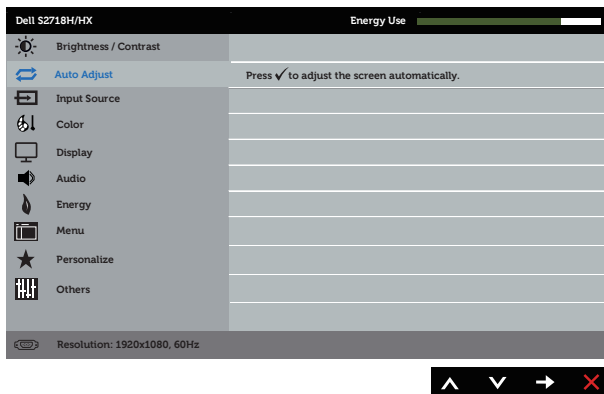 Dell S2718H/HX Energy Use
Brightness / Contrast
Auto Adjust Press ✓ to adjust the screen automatically.
Input Source
Color
Display
Audio
Energy
Menu
Personalize
Others
Resolution: 1920x1080, 60Hz